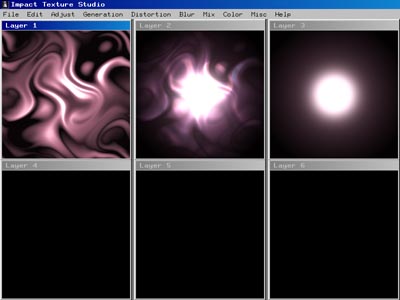 Impact Texture Studio
File Edit Adjust Generation Distortion Blur Mix Color Misc Help
Layer 1 Layer 2 Layer 3
Layer 4 Layer 5 Layer 6